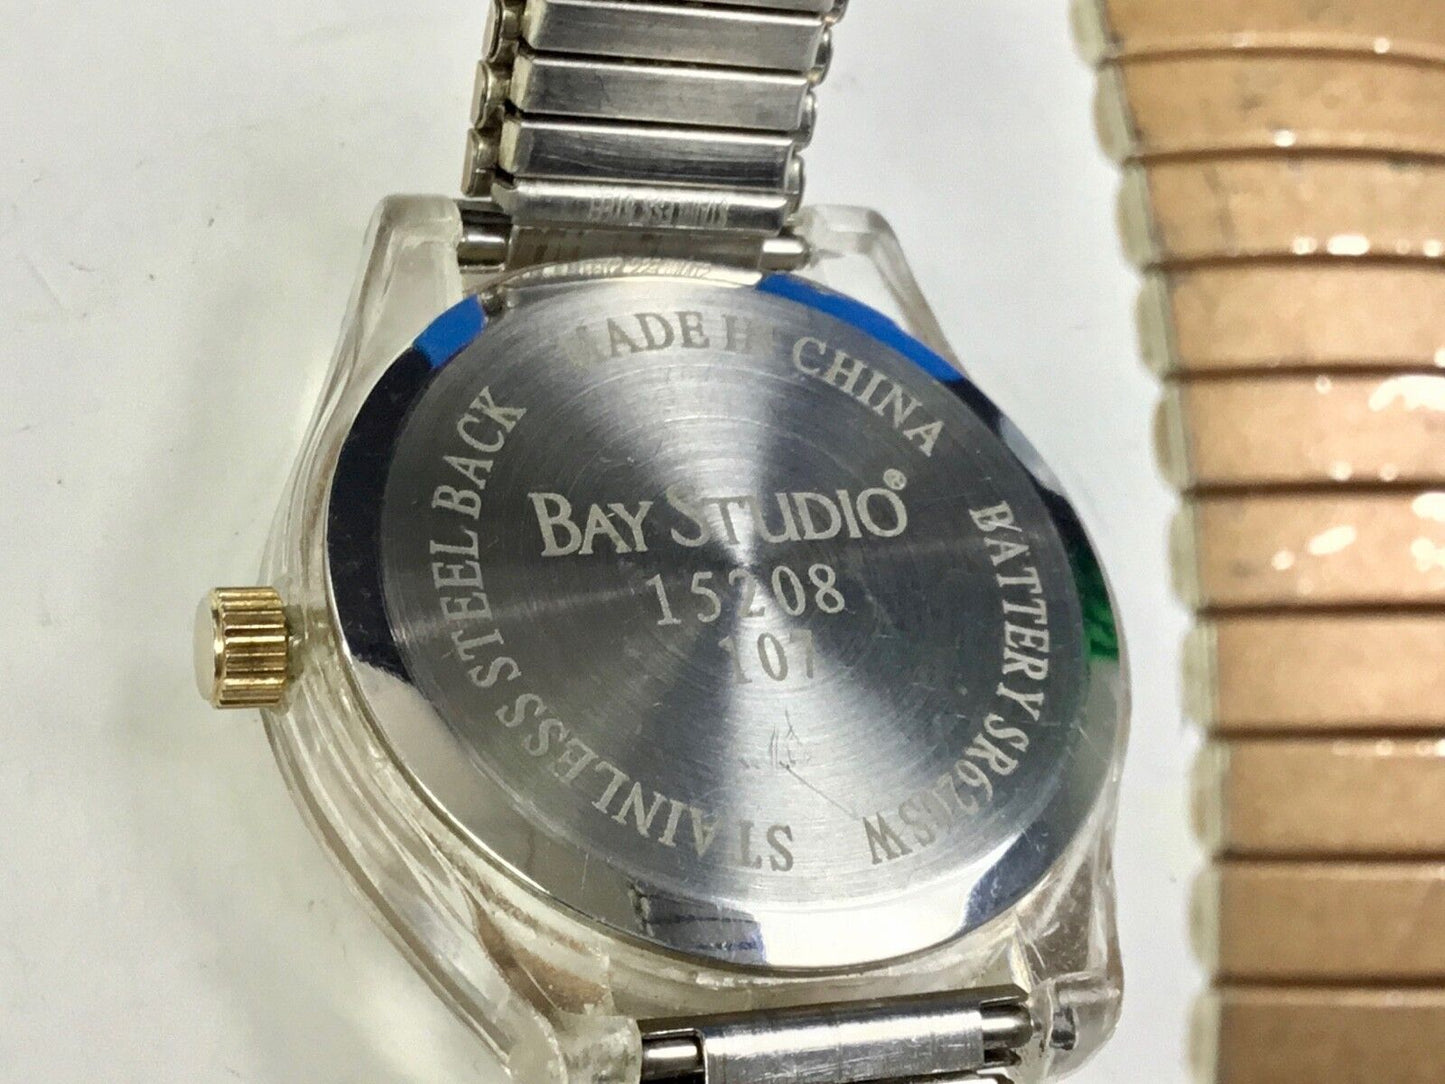 MADE IN CHINA
BAY STUDIO®
15208
107
BATTERY SR626SW
STAINLESS STEEL BACK